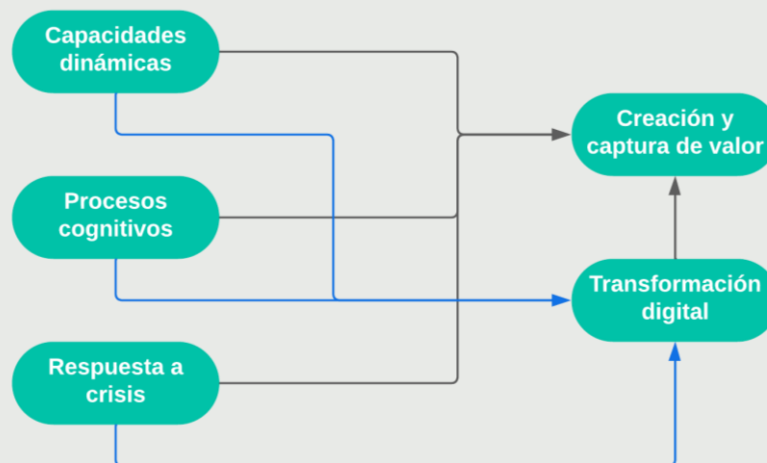 Capacidades
dinámicas
Creación y
captura de valor
Procesos
cognitivos
Transformación
digital
Respuesta a
crisis